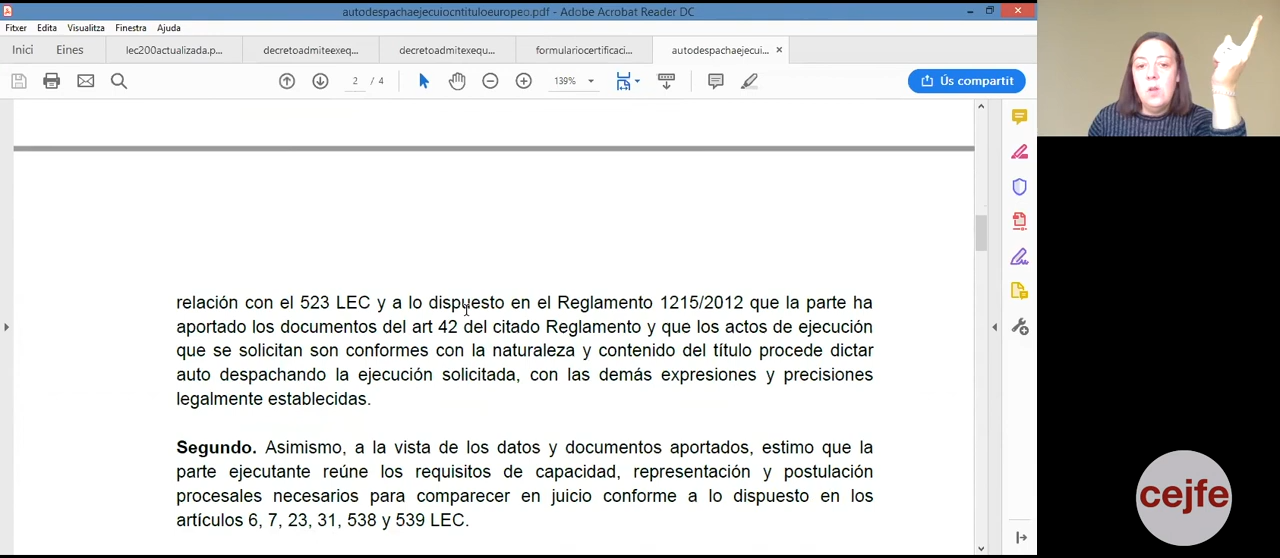 autodespachaejecuiocntituloeuropeo.pdf - Adobe Acrobat Reader DC
Fitxer Edita Visualitza Finestra Ajuda
Inici Eines lec200actualizada.p... decretoadmiteexeq... decretoadmitexequ... formulariocertificaci... autodespachaejecui... ×
2 / 4 139% Ús compartit
relación con el 523 LEC y a lo dispuesto en el Reglamento 1215/2012 que la parte ha
aportado los documentos del art 42 del citado Reglamento y que los actos de ejecución
que se solicitan son conformes con la naturaleza y contenido del título procede dictar
auto despachando la ejecución solicitada, con las demás expresiones y precisiones
legalmente establecidas.
Segundo. Asimismo, a la vista de los datos y documentos aportados, estimo que la
parte ejecutante reúne los requisitos de capacidad, representación y postulación
procesales necesarios para comparecer en juicio conforme a lo dispuesto en los
artículos 6, 7, 23, 31, 538 y 539 LEC.
cejfe